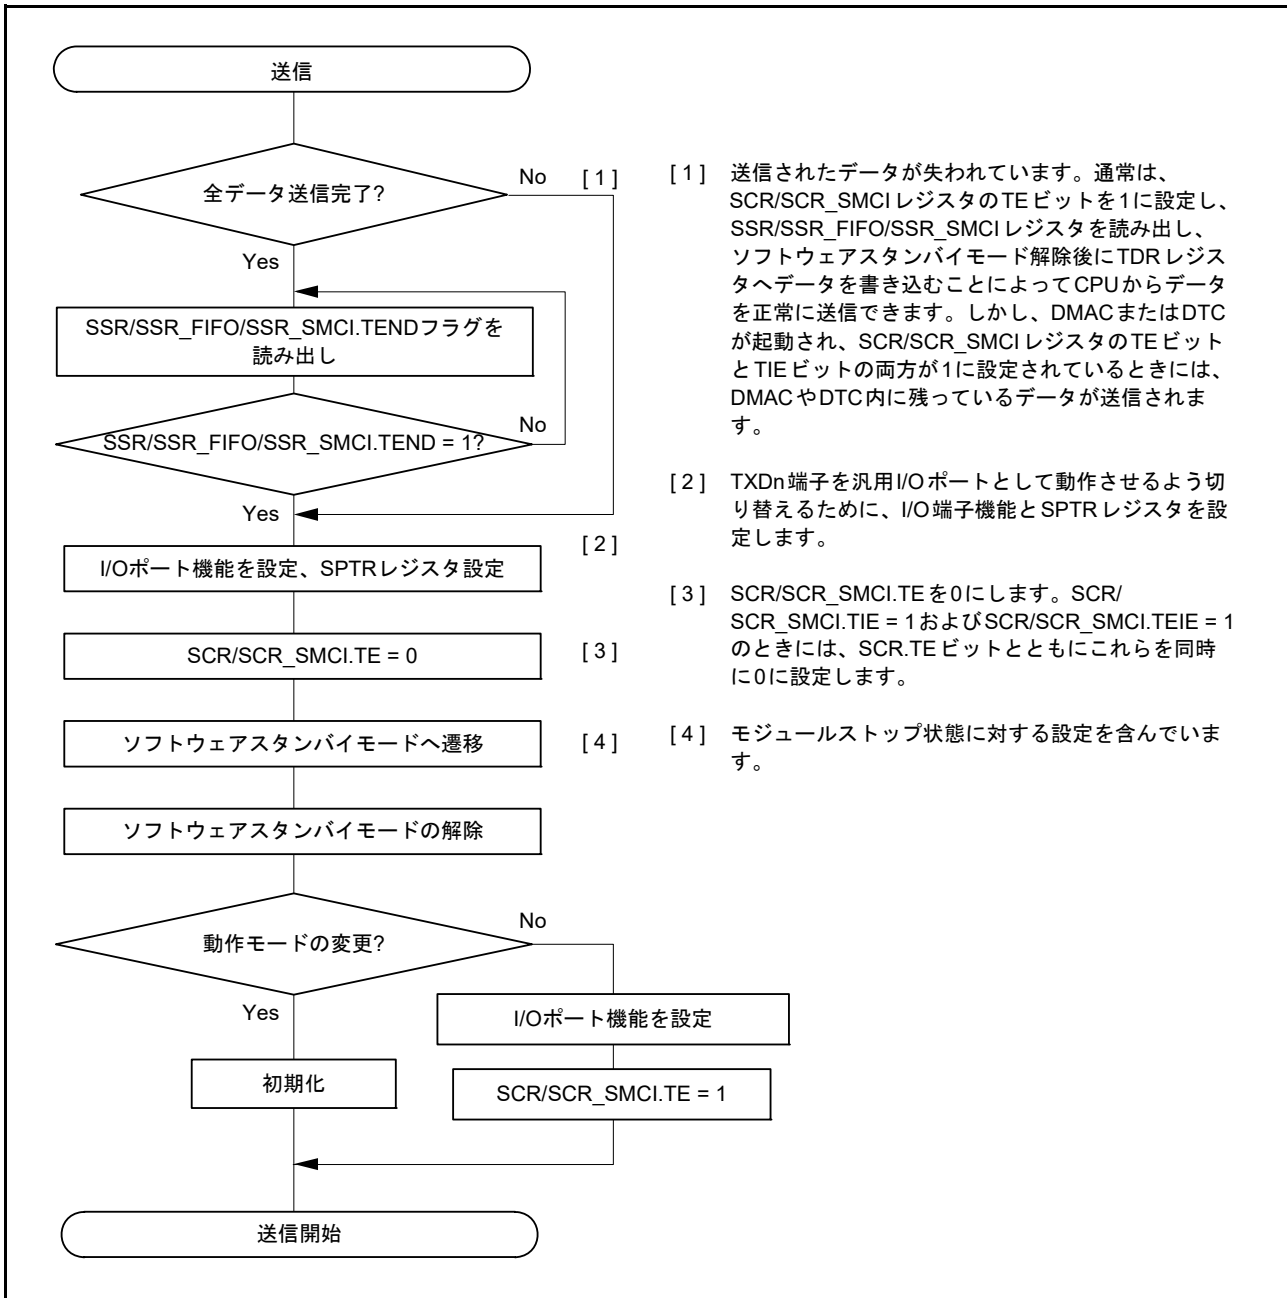 送信
全データ送信完了?
No
[ 1 ]
Yes
SSR/SSR_FIFO/SSR_SMCI.TENDフラグを
読み出し
SSR/SSR_FIFO/SSR_SMCI.TEND = 1?
No
Yes
[ 2 ]
I/Oポート機能を設定、SPTRレジスタ設定
SCR/SCR_SMCI.TE = 0
[ 3 ]
ソフトウェアスタンバイモードへ遷移
[ 4 ]
ソフトウェアスタンバイモードの解除
動作モードの変更?
No
Yes
I/Oポート機能を設定
初期化
SCR/SCR_SMCI.TE = 1
送信開始
[ 1 ] 送信されたデータが失われています。通常は、
SCR/SCR_SMCIレジスタのTEビットを1に設定し、
SSR/SSR_FIFO/SSR_SMCIレジスタを読み出し、
ソフトウェアスタンバイモード解除後にTDRレジス
タへデータを書き込むことによってCPUからデータ
を正常に送信できます。しかし、DMACまたはDTC
が起動され、SCR/SCR_SMCIレジスタのTEビット
とTIEビットの両方が1に設定されているときには、
DMACやDTC内に残っているデータが送信されま
す。
[ 2 ] TXDn端子を汎用I/Oポートとして動作させるよう切
り替えるために、I/O端子機能とSPTRレジスタを設
定します。
[ 3 ] SCR/SCR_SMCI.TEを0にします。SCR/
SCR_SMCI.TIE = 1およびSCR/SCR_SMCI.TEIE = 1
のときには、SCR.TEビットとともにこれらを同時
に0に設定します。
[ 4 ] モジュールストップ状態に対する設定を含んでいま
す。